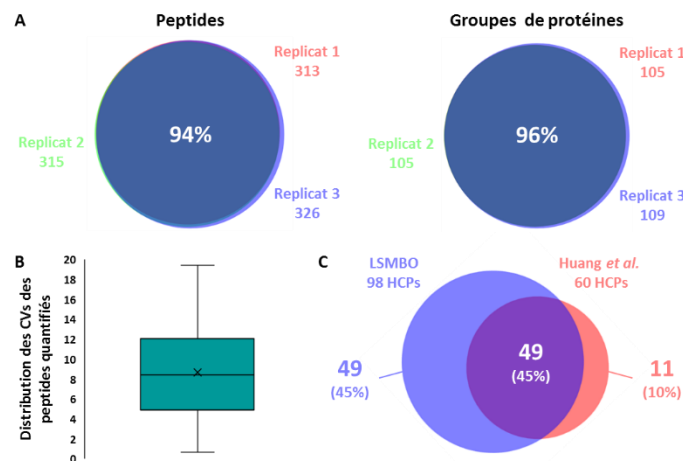 A
Peptides
Groupes de protéines
Replicat 1
313
94%
Replicat 2
315
Replicat 3
326
Replicat 1
105
96%
Replicat 2
105
Replicat 3
109
B
Distribution des CVs des
peptides quantifiés
20
18
16
14
12
10
8
6
4
2
0
C
LSMBO
98 HCPs
Huang et al.
60 HCPs
49
(45%)
49
(45%)
11
(10%)